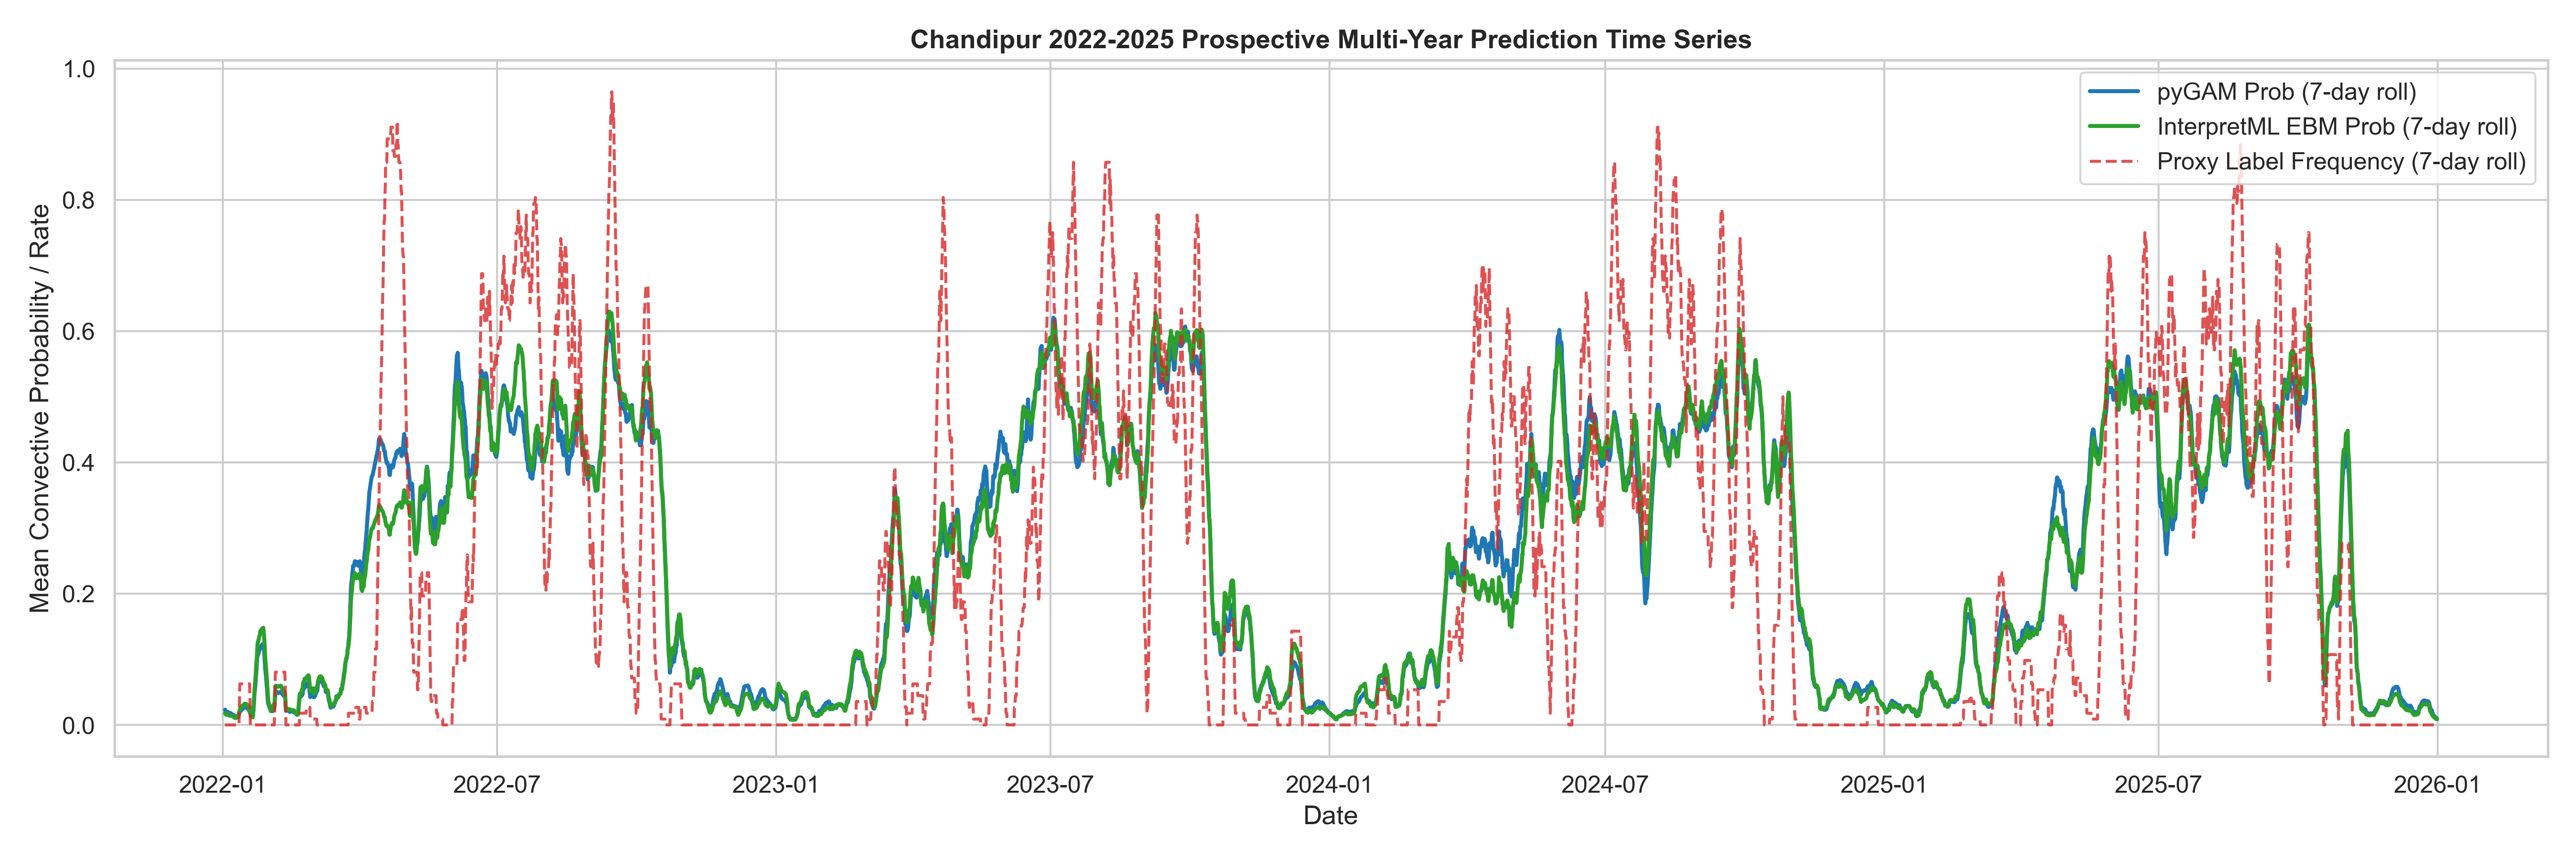 Chandipur 2022-2025 Prospective Multi-Year Prediction Time Series
pyGAM Prob (7-day roll)
InterpretML EBM Prob (7-day roll)
Proxy Label Frequency (7-day roll)
Mean Convective Probability / Rate
1.0
0.8
0.6
0.4
0.2
0.0
2022-01
2022-07
2023-01
2023-07
2024-01
2024-07
2025-01
2025-07
2026-01
Date